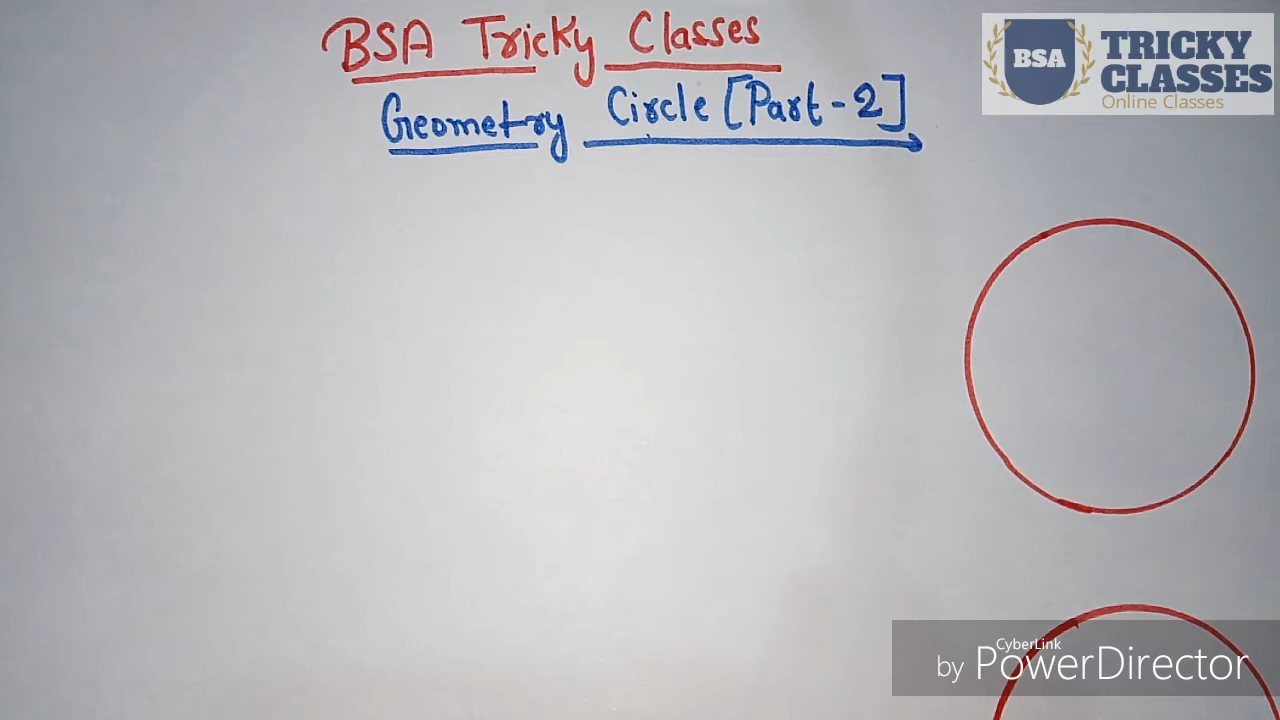 BSA Tricky Classes
Geometry Circle [Part-2]
BSA
TRICKY
CLASSES
Online Classes
CyberLink
by PowerDirector